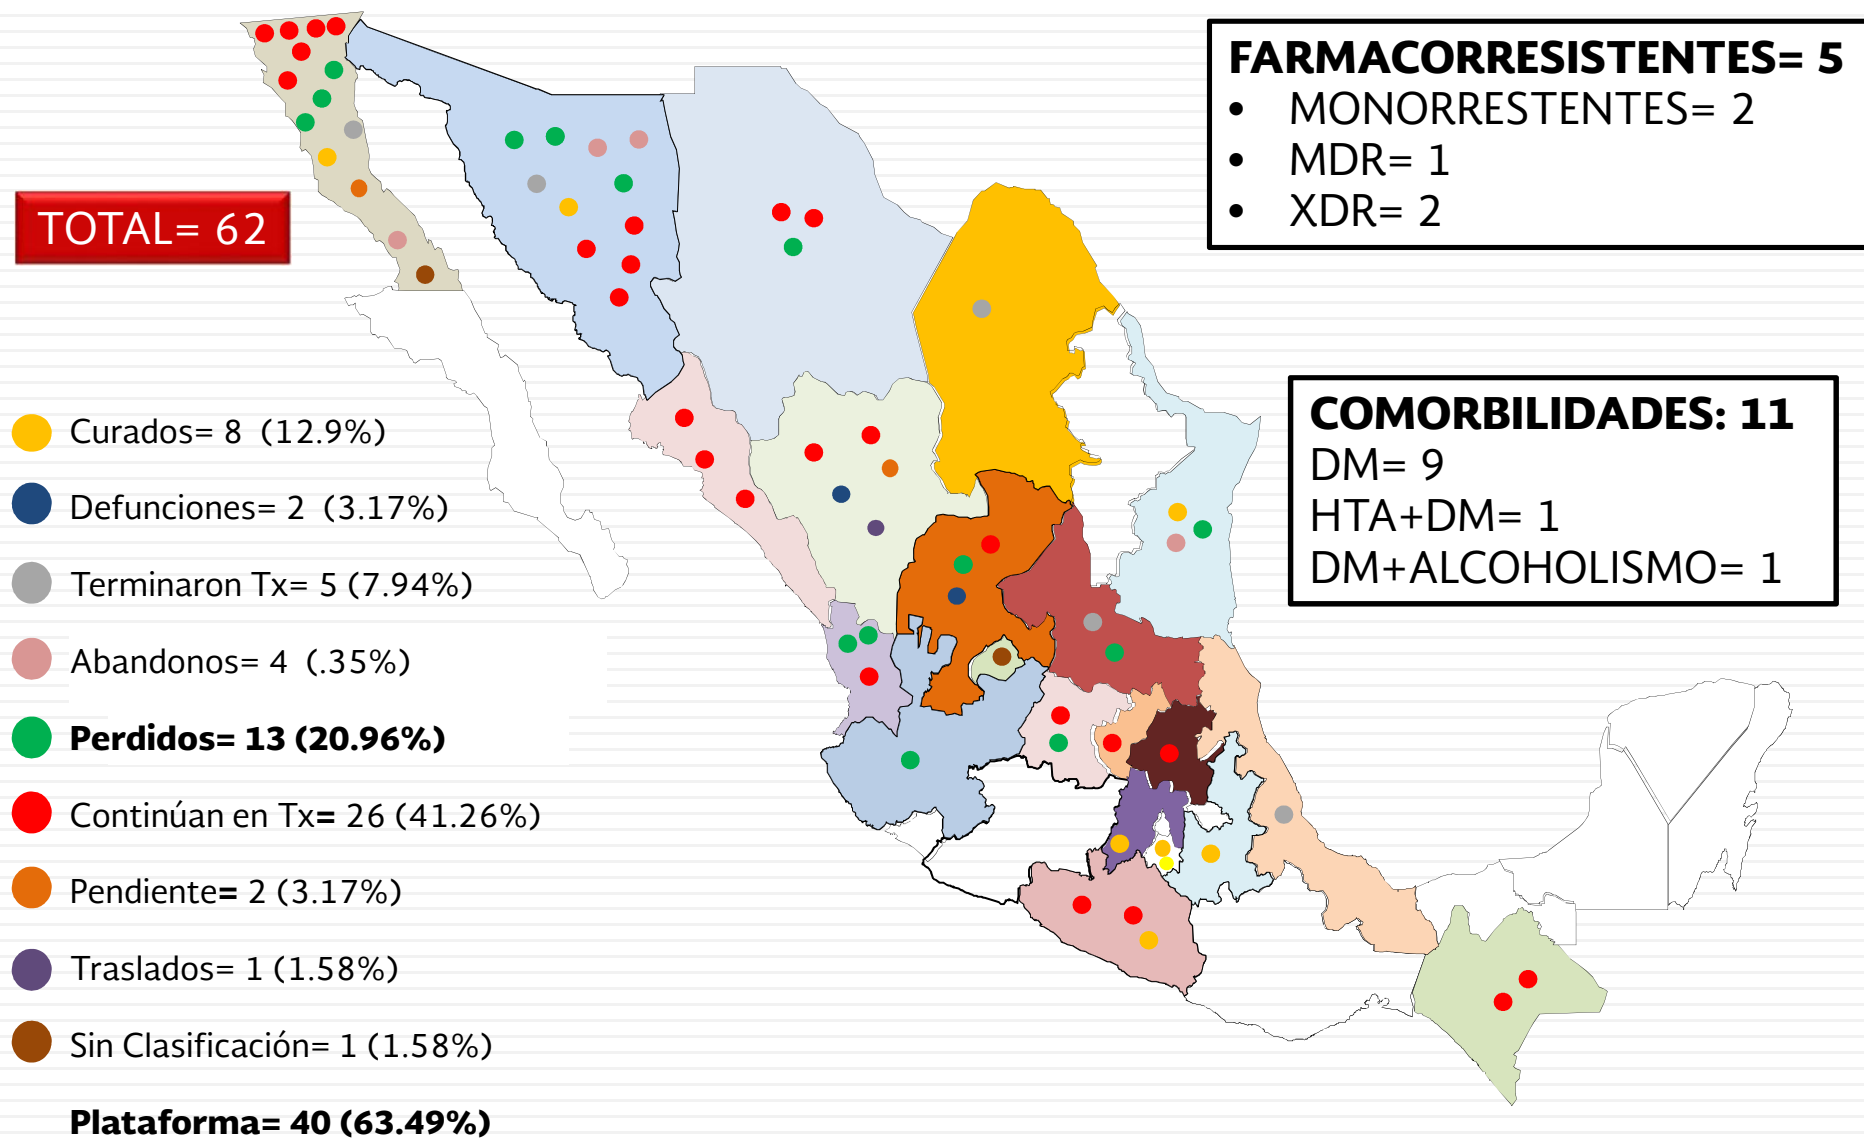 FARMACORRESISTENTES= 5
• MONORRESTENTES= 2
• MDR= 1
• XDR= 2
TOTAL= 62
COMORBILIDADES: 11
DM= 9
HTA+DM= 1
DM+ALCOHOLISMO= 1
Curados= 8 (12.9%)
Defunciones= 2 (3.17%)
Terminaron Tx= 5 (7.94%)
Abandonos= 4 (.35%)
Perdidos= 13 (20.96%)
Continúan en Tx= 26 (41.26%)
Pendiente= 2 (3.17%)
Traslados= 1 (1.58%)
Sin Clasificación= 1 (1.58%)
Plataforma= 40 (63.49%)